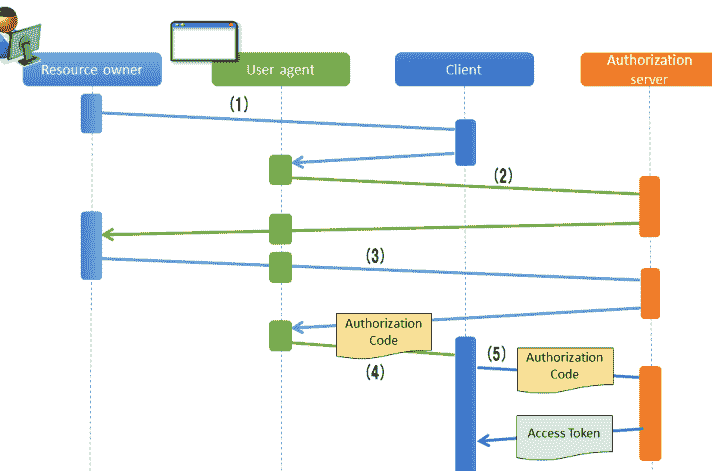 Resource owner
User agent
Client
Authorization
server
(1)
(2)
(3)
Authorization
Code
(4)
(5)
Authorization
Code
Access Token